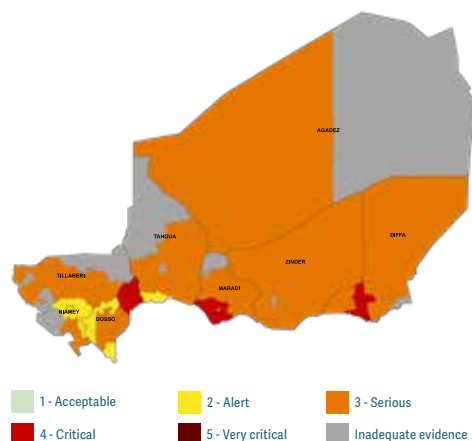 AGADEZ
TAHOUA
DIFFA
ZINDER
TILLABERI
MARADI
NIAMEY
DOSSO
1 - Acceptable
2 - Alert
3 - Serious
4 - Critical
5 - Very critical
Inadequate evidence